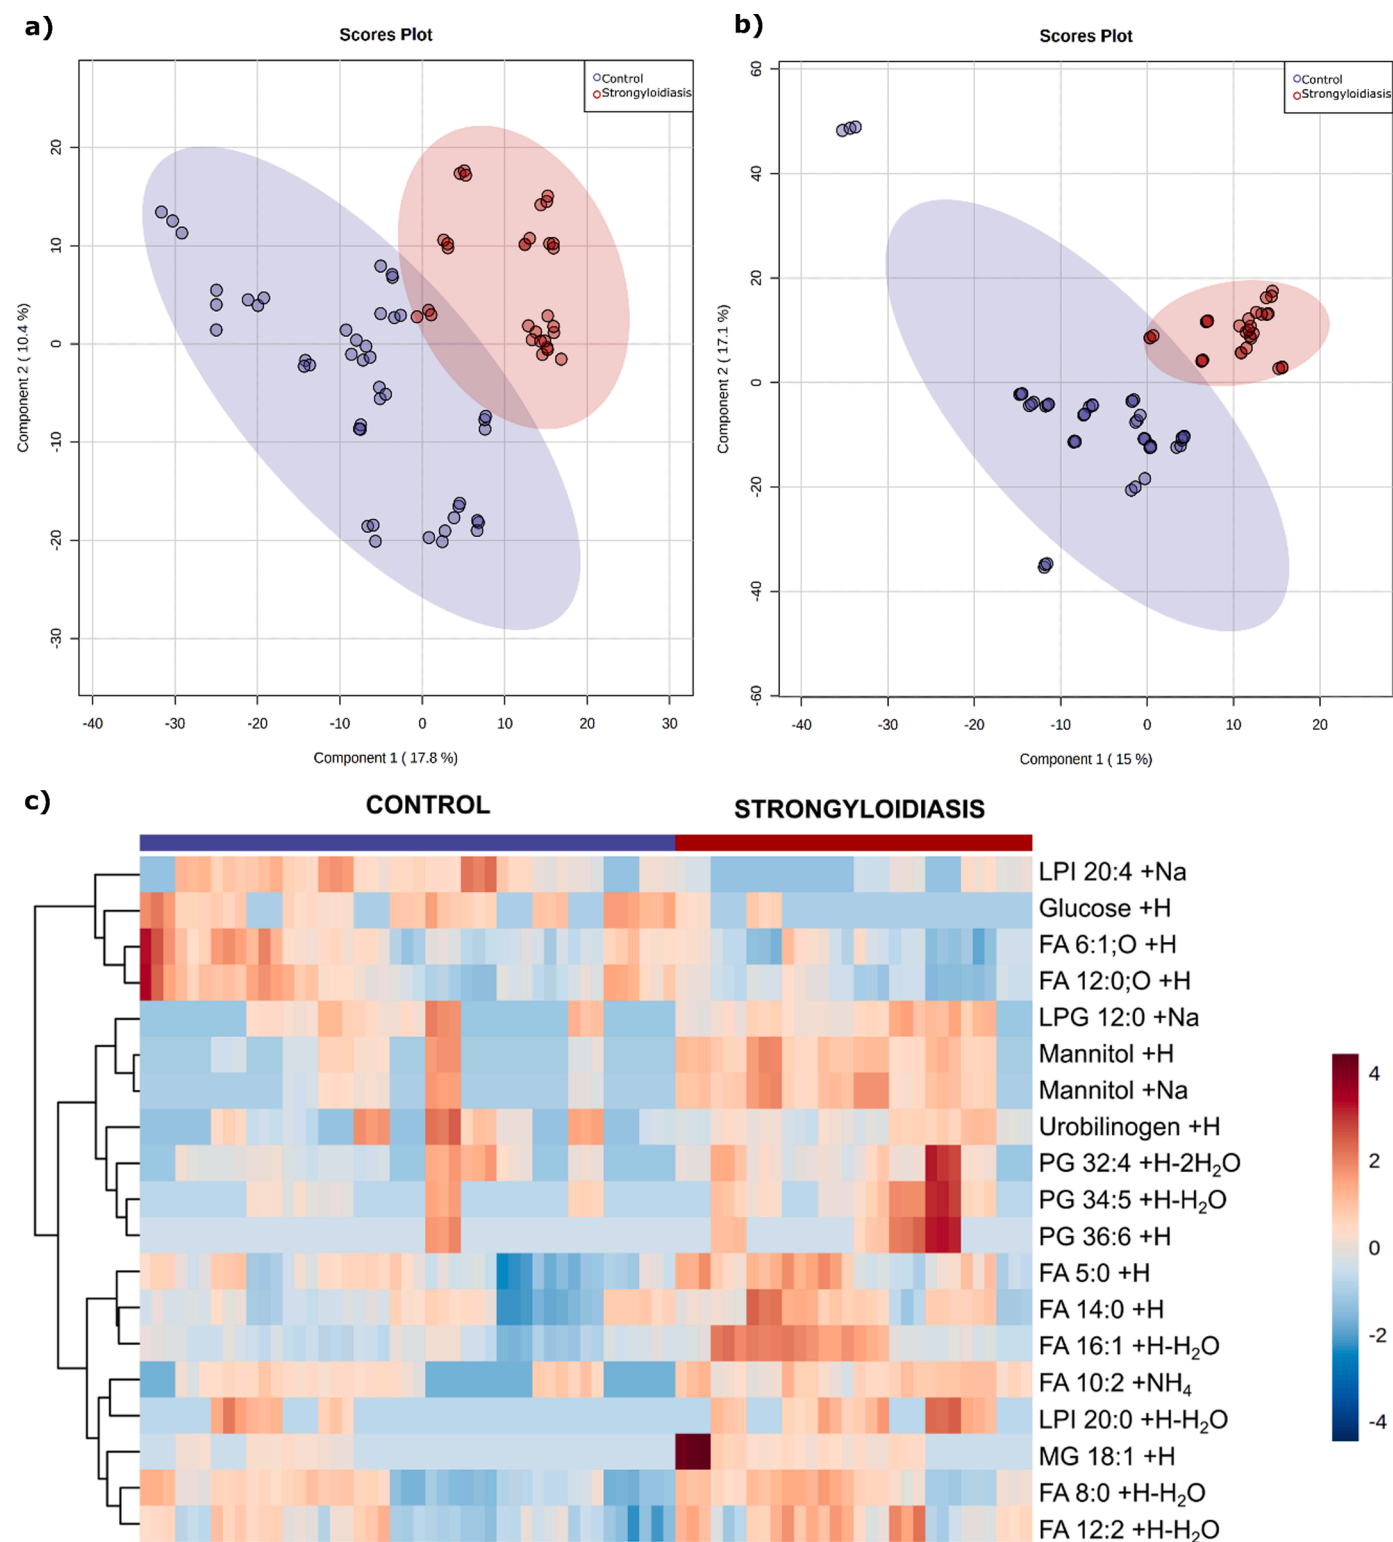 a)
Scores Plot
Control
Strongyloidiasis
Component 2 ( 10.4 %)
20
10
0
-10
-20
-30
-40
-30
-20
-10
0
10
20
30
Component 1 ( 17.8 %)
b)
Scores Plot
Control
Strongyloidiasis
Component 2 ( 17.1 %)
60
40
20
0
-20
-40
-60
-40
-30
-20
-10
0
10
20
Component 1 ( 15 %)
c)
CONTROL
STRONGYLOIDIASIS
LPI 20:4 +Na
Glucose +H
FA 6:1;O +H
FA 12:0;O +H
LPG 12:0 +Na
Mannitol +H
Mannitol +Na
Urobilinogen +H
PG 32:4 +H-2H₂O
PG 34:5 +H-H₂O
PG 36:6 +H
FA 5:0 +H
FA 14:0 +H
FA 16:1 +H-H₂O
FA 10:2 +NH₄
LPI 20:0 +H-H₂O
MG 18:1 +H
FA 8:0 +H-H₂O
FA 12:2 +H-H₂O
4
2
0
-2
-4